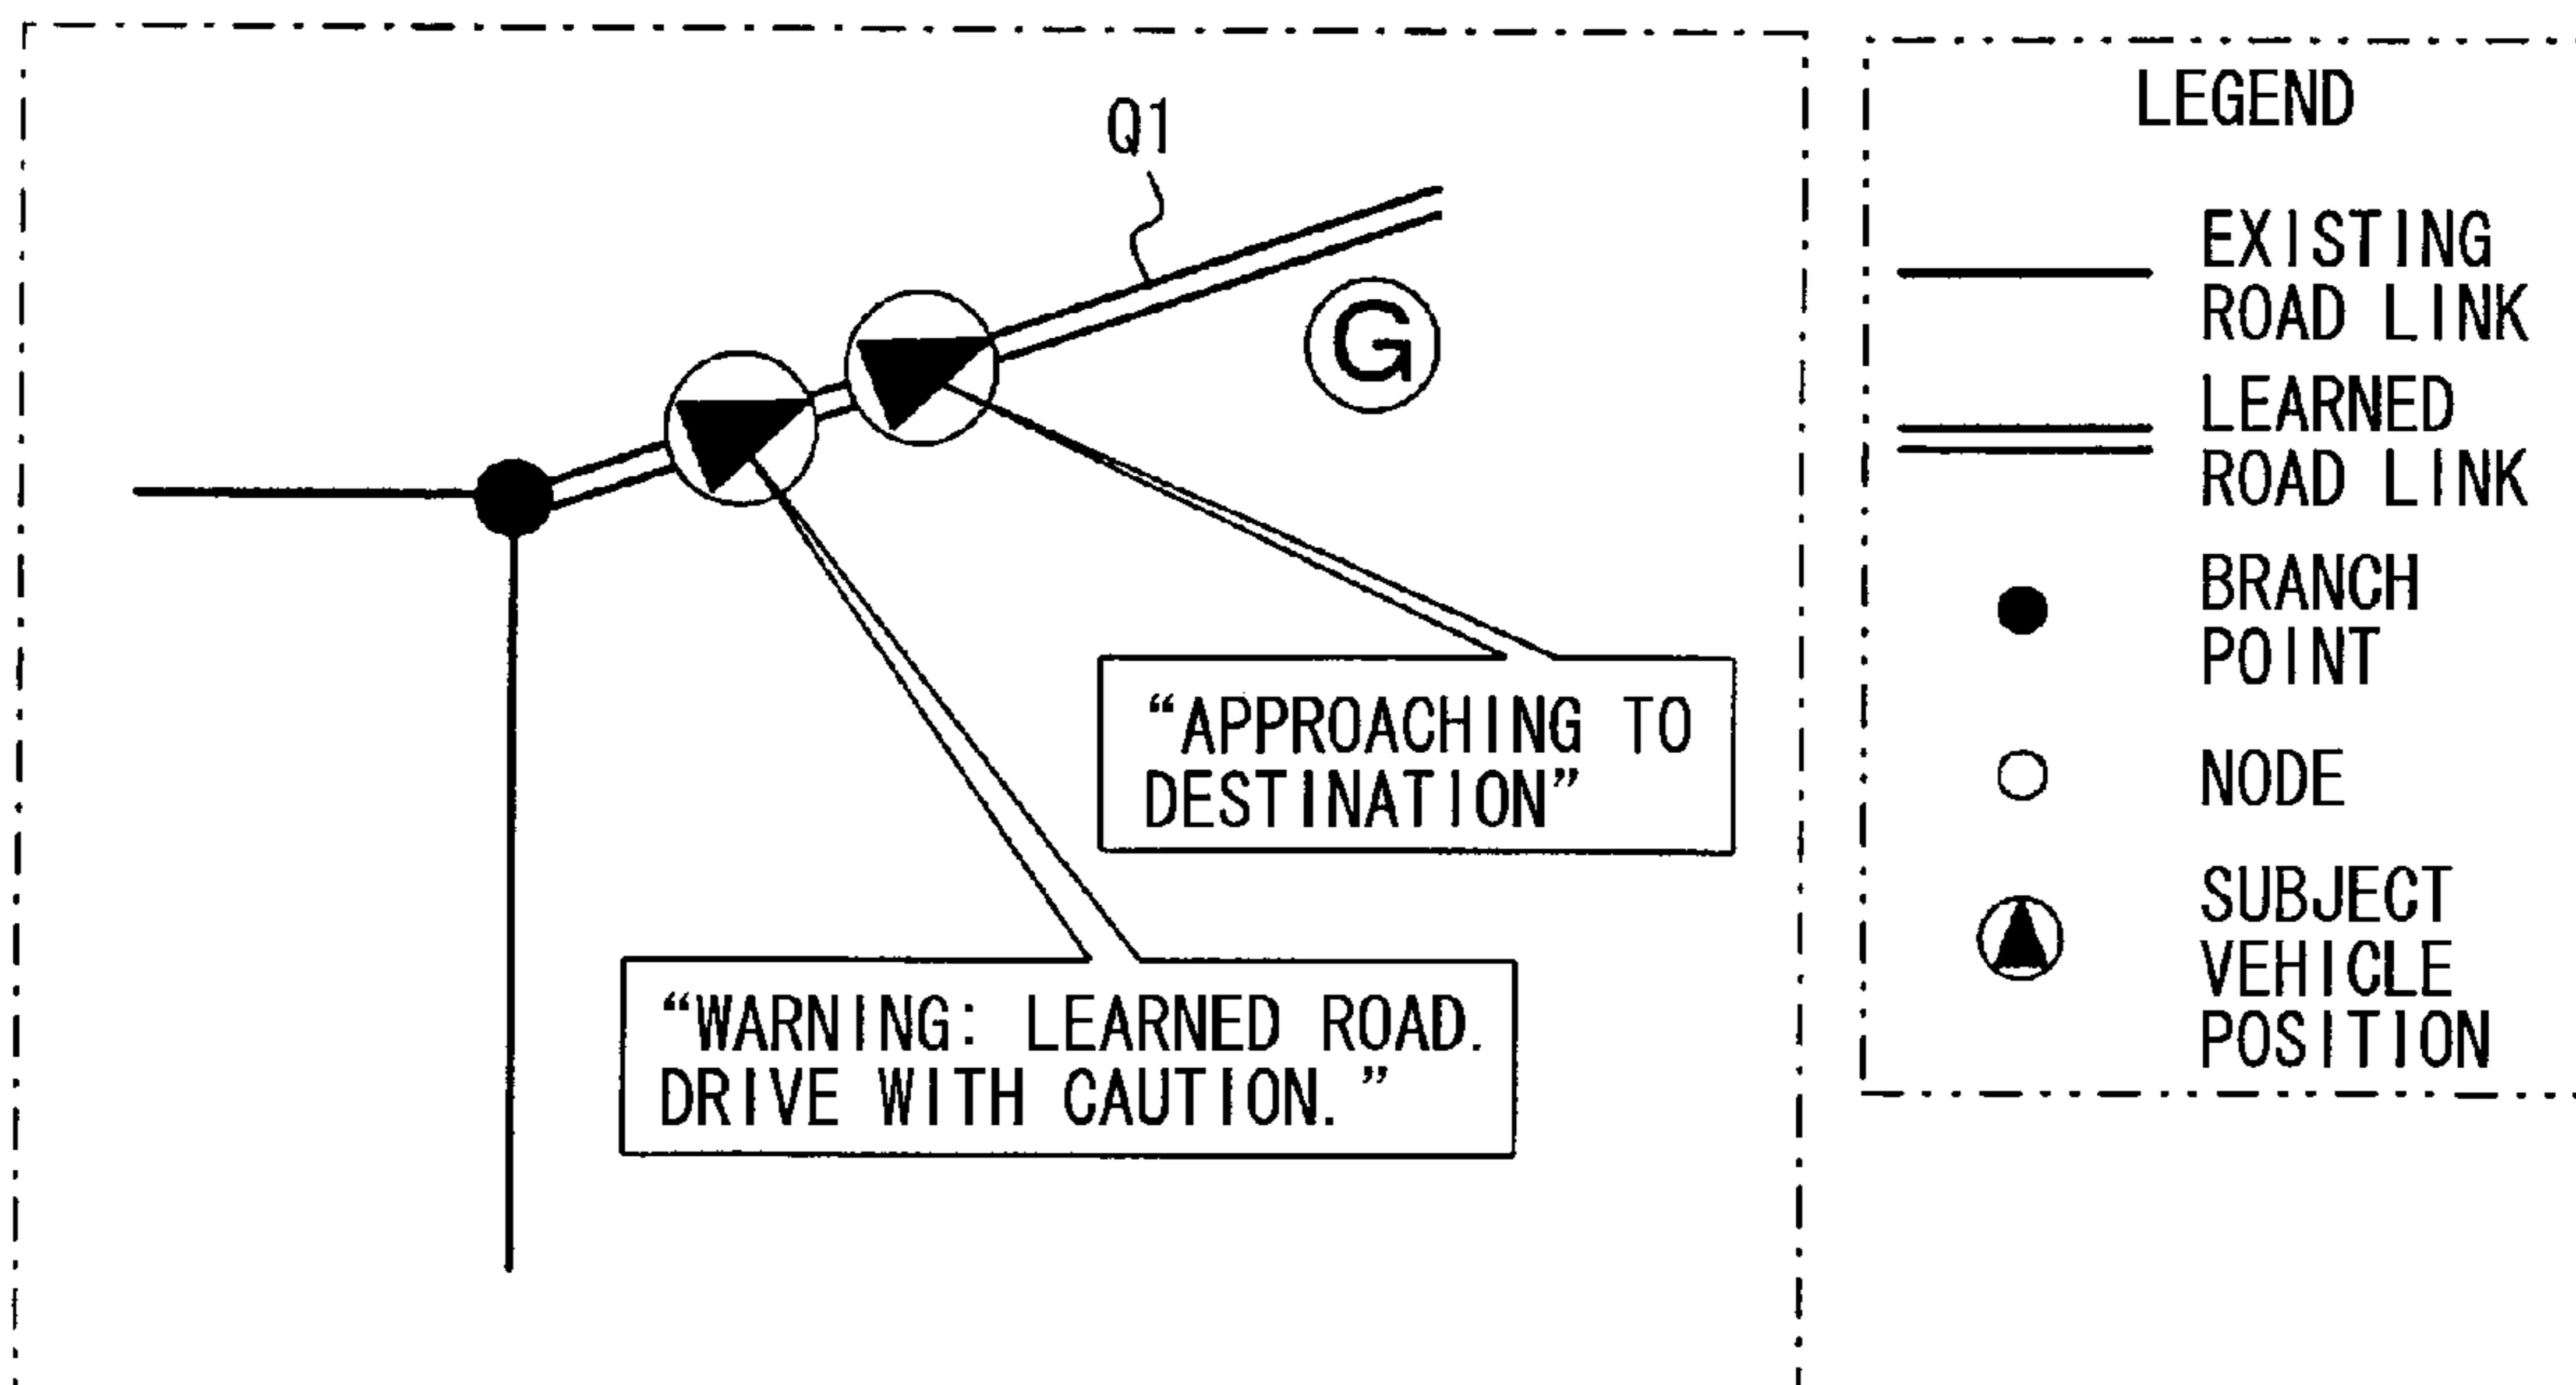 Q1
G
“APPROACHING TO
DESTINATION”
“WARNING: LEARNED ROAD.
DRIVE WITH CAUTION.”
LEGEND
EXISTING
ROAD LINK
LEARNED
ROAD LINK
BRANCH
POINT
NODE
SUBJECT
VEHICLE
POSITION